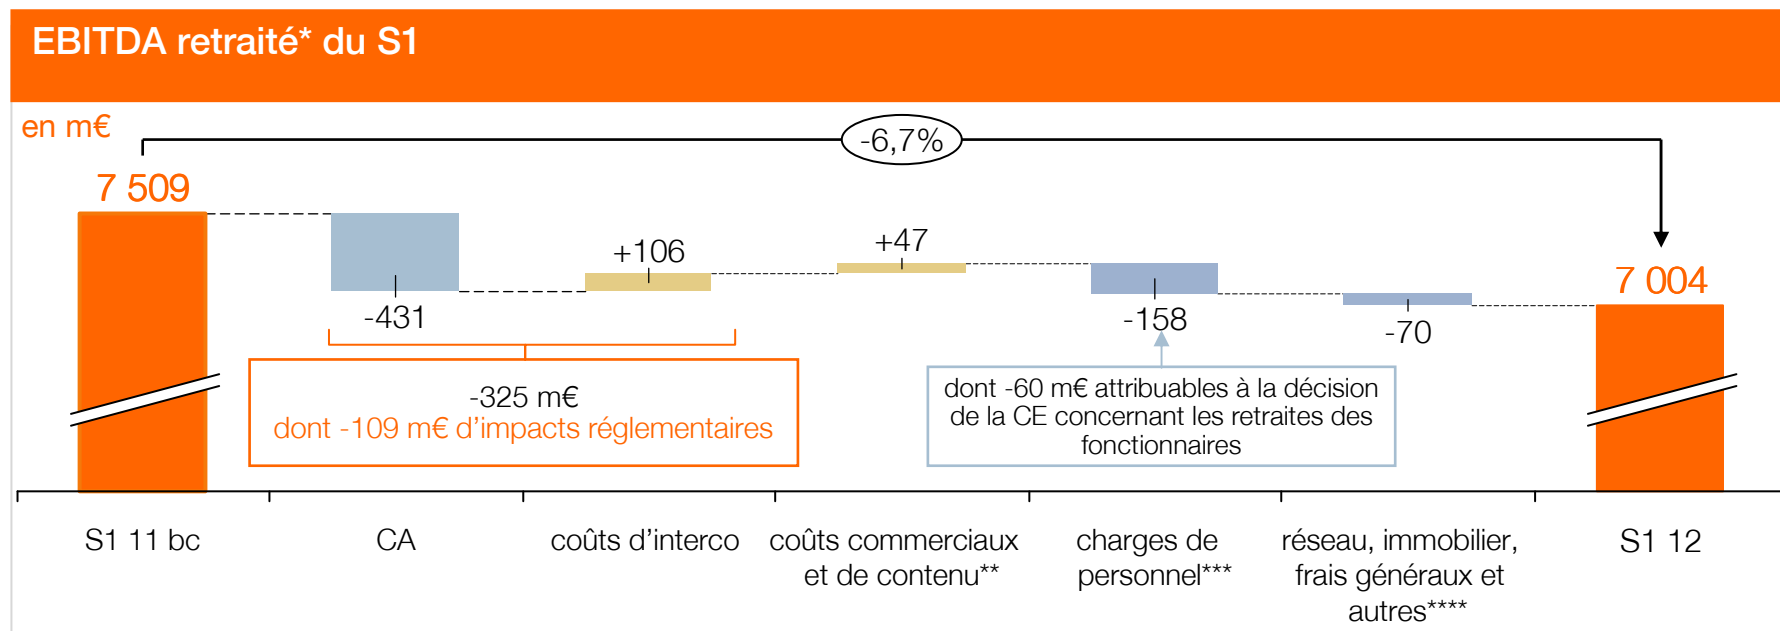 EBITDA retraité* du S1
en m€
-6,7%
7 509
-431
+106
+47
-158
-70
7 004
-325 m€
dont -109 m€ d’impacts réglementaires
dont -60 m€ attribuables à la décision
de la CE concernant les retraites des
fonctionnaires
S1 11 bc
CA
coûts d’interco
coûts commerciaux
et de contenu**
charges de
personnel***
réseau, immobilier,
frais généraux et
autres****
S1 12